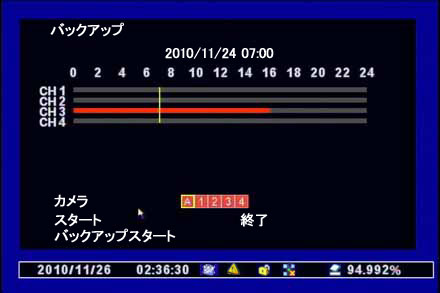 バックアップ
2010/11/24 07:00
0 2 4 6 8 10 12 14 16 18 20 22 24
CH1
CH2
CH3
CH4
カメラ A 1 2 3 4
スタート 終了
バックアップスタート
2010/11/26 02:36:30 94.992%